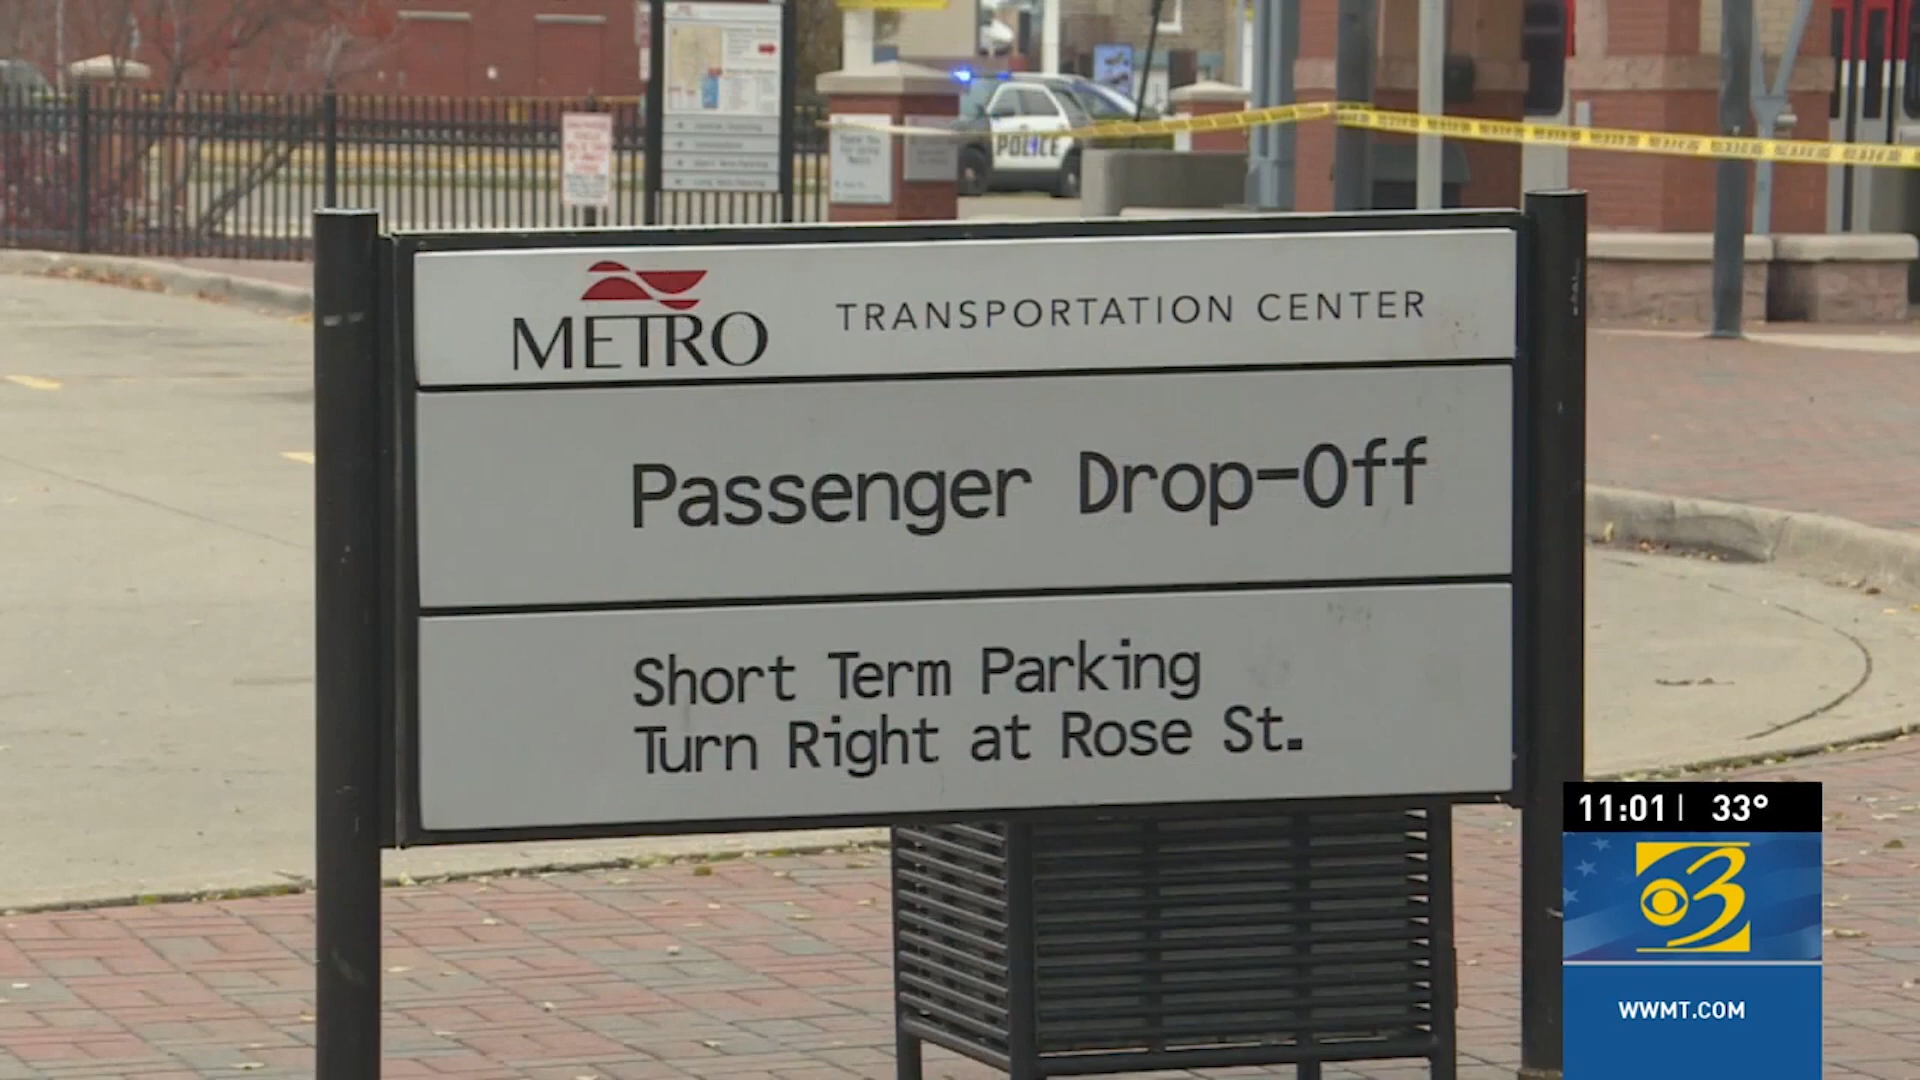 POLICE
METRO TRANSPORTATION CENTER
Passenger Drop-Off
Short Term Parking
Turn Right at Rose St.
11:01 33°
3
WWMT.COM